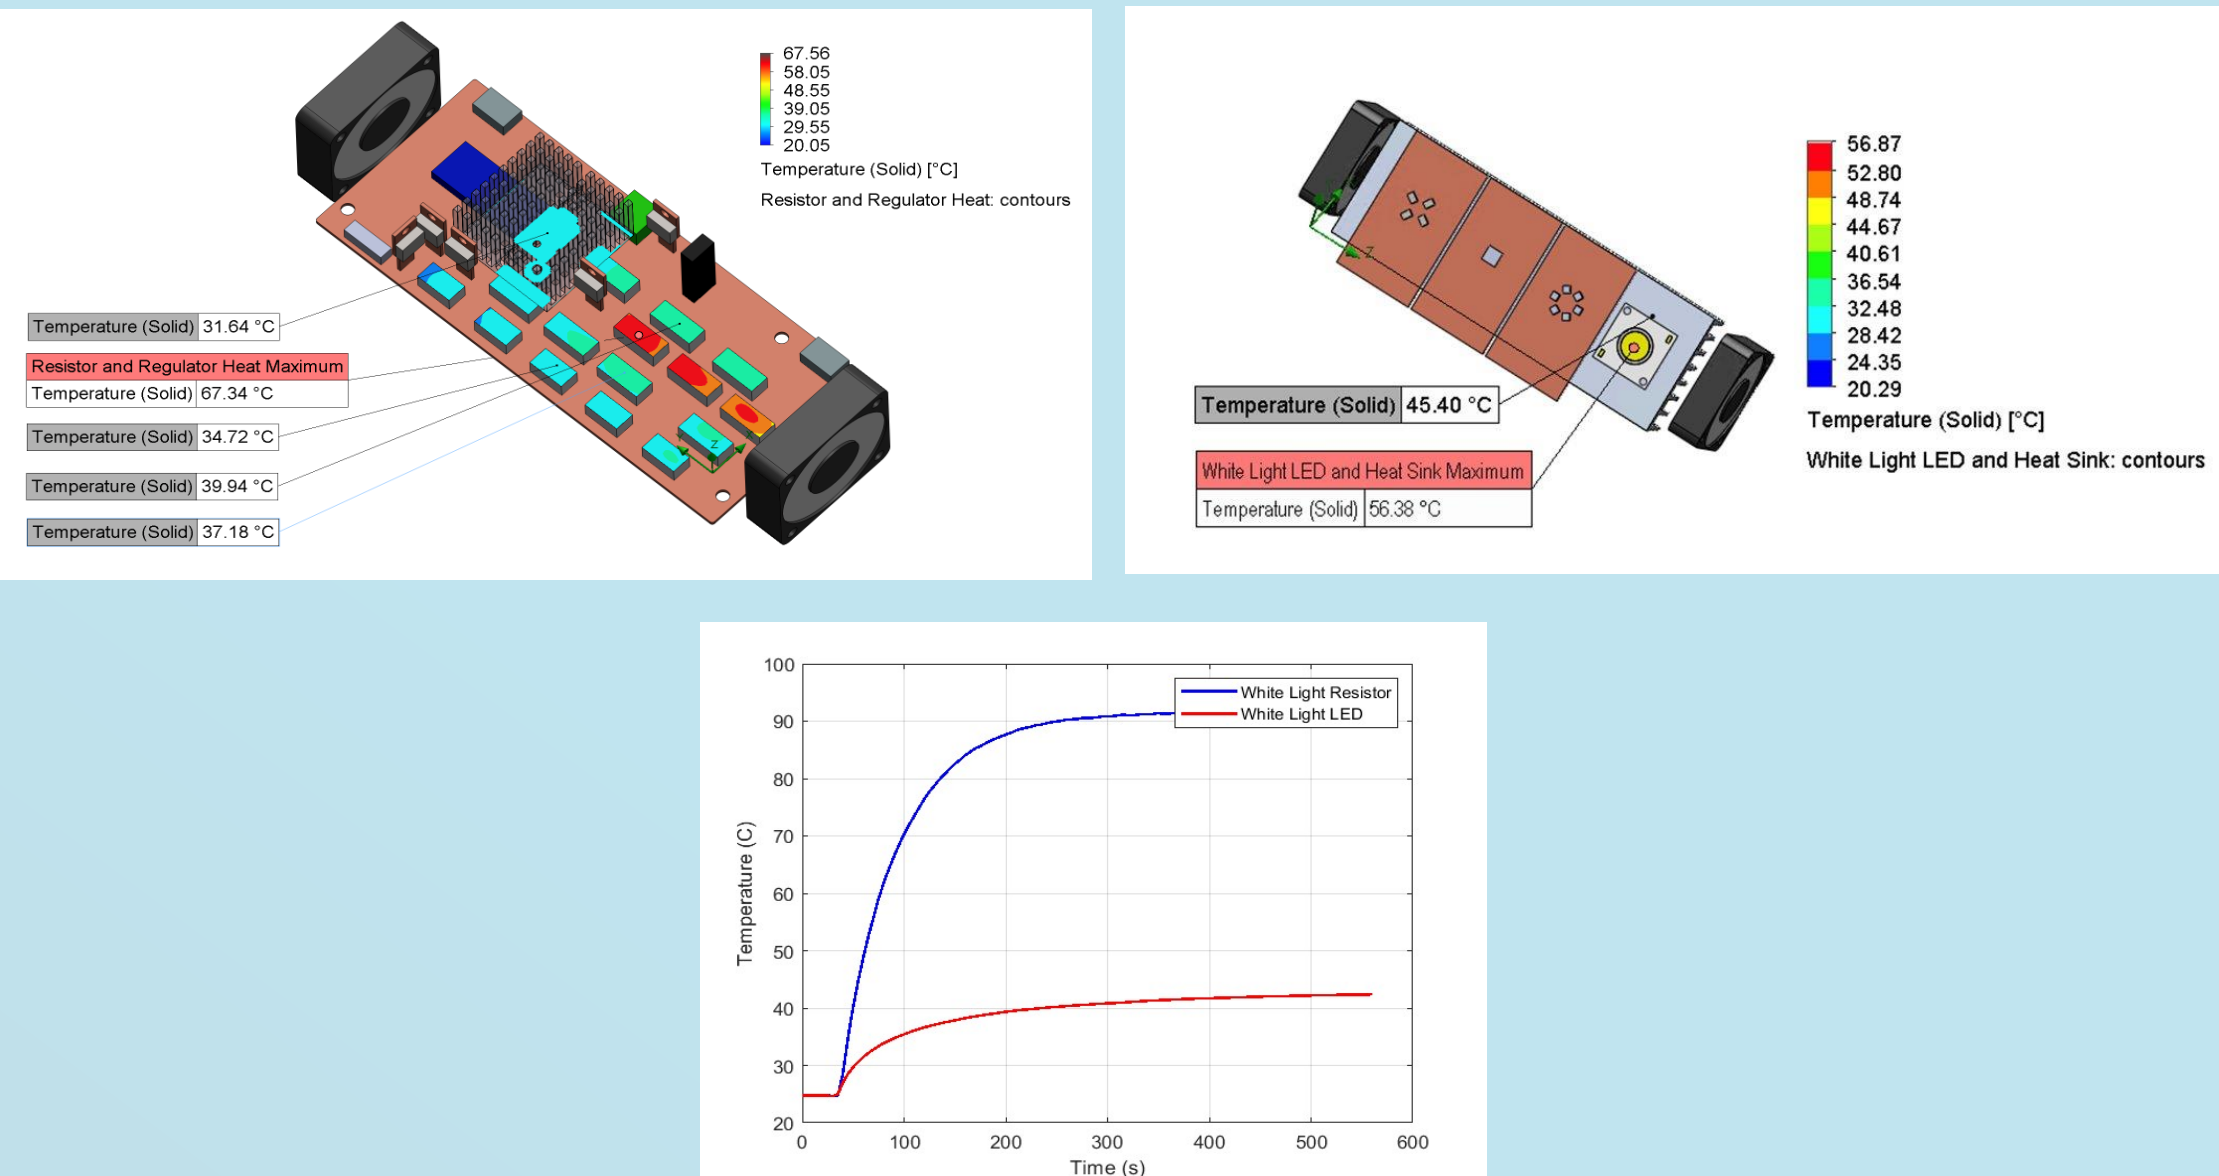 67.56
58.05
48.55
39.05
29.55
20.05
Temperature (Solid) [°C]
Resistor and Regulator Heat: contours
Temperature (Solid) 31.64 °C
Resistor and Regulator Heat Maximum
Temperature (Solid) 67.34 °C
Temperature (Solid) 34.72 °C
Temperature (Solid) 39.94 °C
Temperature (Solid) 37.18 °C
Z
56.87
52.80
48.74
44.67
40.61
36.54
32.48
28.42
24.35
20.29
Temperature (Solid) [°C]
White Light LED and Heat Sink: contours
Z
Temperature (Solid) 45.40 °C
White Light LED and Heat Sink Maximum
Temperature (Solid) 56.38 °C
100
90
80
70
60
50
40
30
20
Temperature (C)
White Light Resistor
White Light LED
0 100 200 300 400 500 600
Time (s)